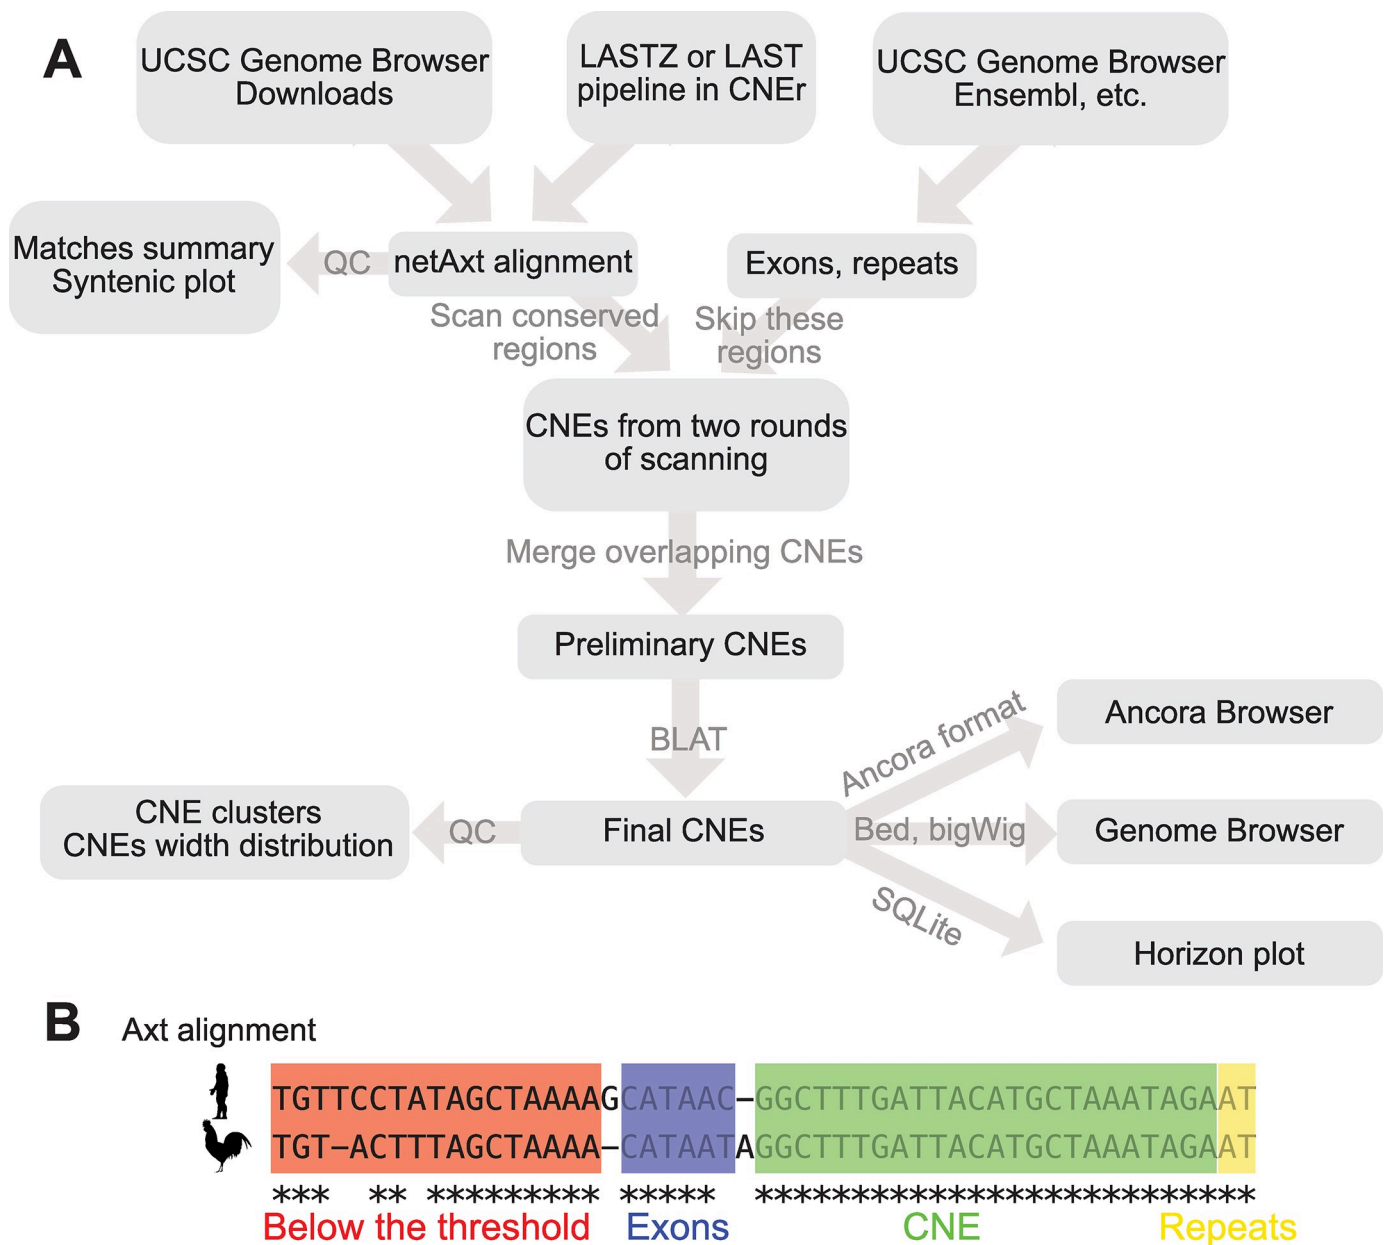 A
UCSC Genome Browser
Downloads
LASTZ or LAST
pipeline in CNEr
UCSC Genome Browser
Ensembl, etc.
Matches summary
Syntenic plot
QC
netAxt alignment
Exons, repeats
Scan conserved
regions
Skip these
regions
CNEs from two rounds
of scanning
Merge overlapping CNEs
Preliminary CNEs
BLAT
Ancora format
Ancora Browser
CNE clusters
CNEs width distribution
QC
Final CNEs
Bed, bigWig
Genome Browser
SQLite
Horizon plot
B
Axt alignment
TGTTCCTATAGCTAAAAGCATAAC–GGCTTTGATTACATGCTAAATAGAAT
TGT–ACTTTAGCTAAAA–CATAATAGGCTTTGATTACATGCTAAATAGAAT
*** ** ********* ***** **************************
Below the threshold
Exons
CNE
Repeats